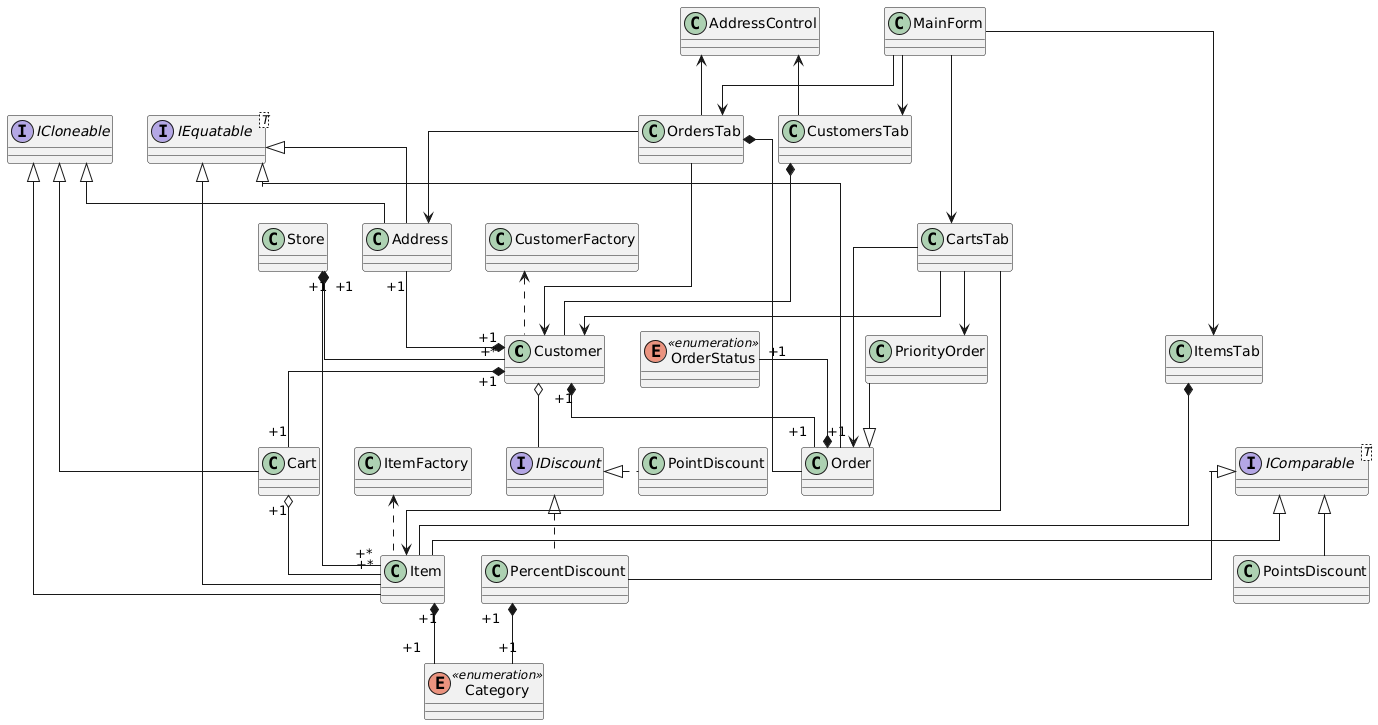 C AddressControl
C MainForm
I ICloneable
I IEquatable T
C OrdersTab
C CustomersTab
C Store
C Address
C CustomerFactory
C CartsTab
+1 +1
+1
+1
+*
C Customer
E «enumeration»
OrderStatus
+1
C PriorityOrder
C ItemsTab
+1
+1
+1
+1
+1
C Cart
C ItemFactory
I IDiscount
C PointDiscount
C Order
I IComparable T
+1
+*
+*
C Item
C PercentDiscount
C PointsDiscount
+1
+1
+1
+1
E «enumeration»
Category